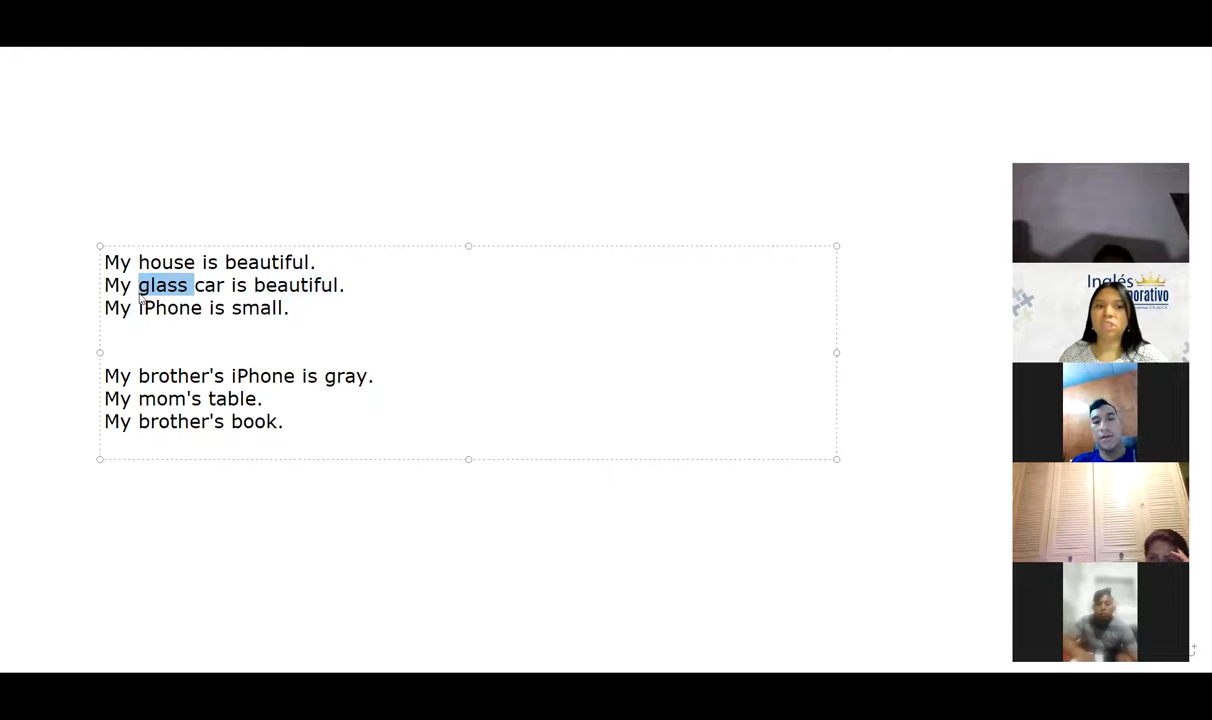 My house is beautiful.
My glass car is beautiful.
My iPhone is small.
My brother's iPhone is gray.
My mom's table.
My brother's book.
Inglés